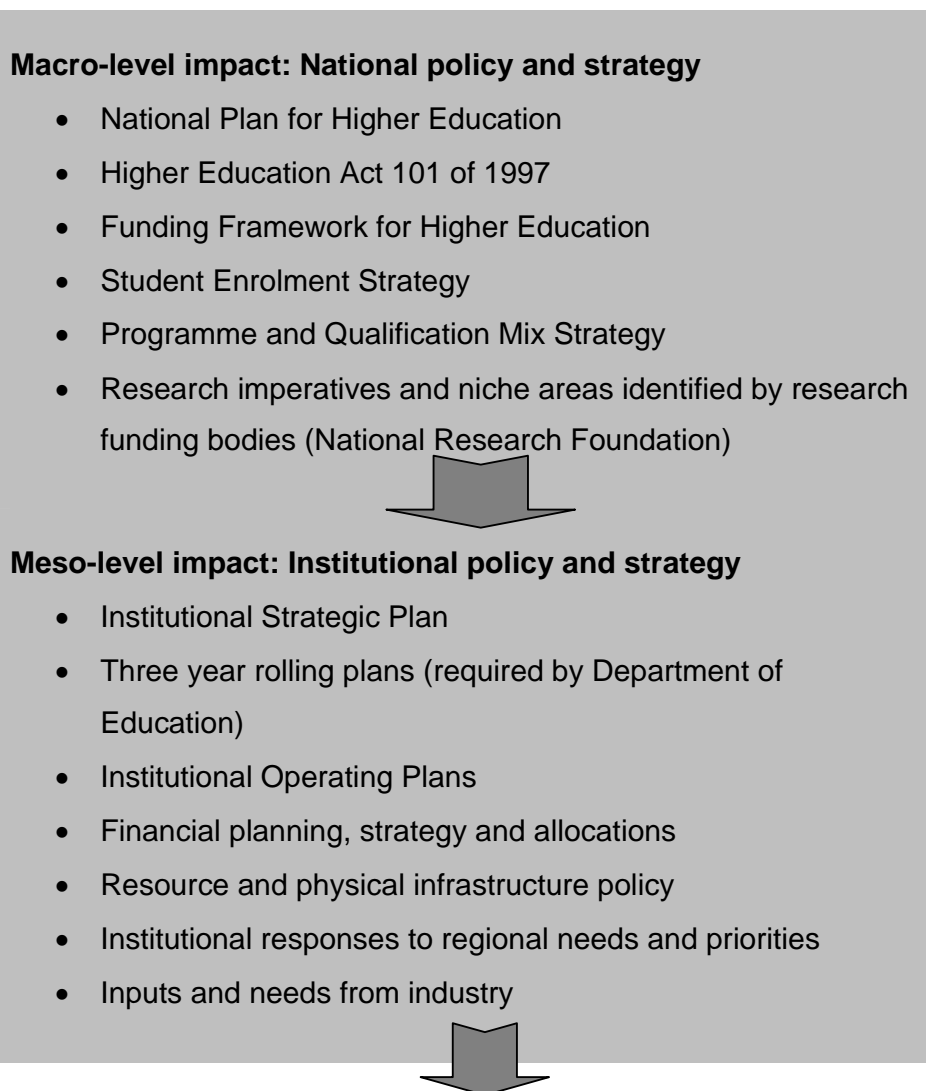 Macro-level impact: National policy and strategy
• National Plan for Higher Education
• Higher Education Act 101 of 1997
• Funding Framework for Higher Education
• Student Enrolment Strategy
• Programme and Qualification Mix Strategy
• Research imperatives and niche areas identified by research
funding bodies (National Research Foundation)
Meso-level impact: Institutional policy and strategy
• Institutional Strategic Plan
• Three year rolling plans (required by Department of
Education)
• Institutional Operating Plans
• Financial planning, strategy and allocations
• Resource and physical infrastructure policy
• Institutional responses to regional needs and priorities
• Inputs and needs from industry